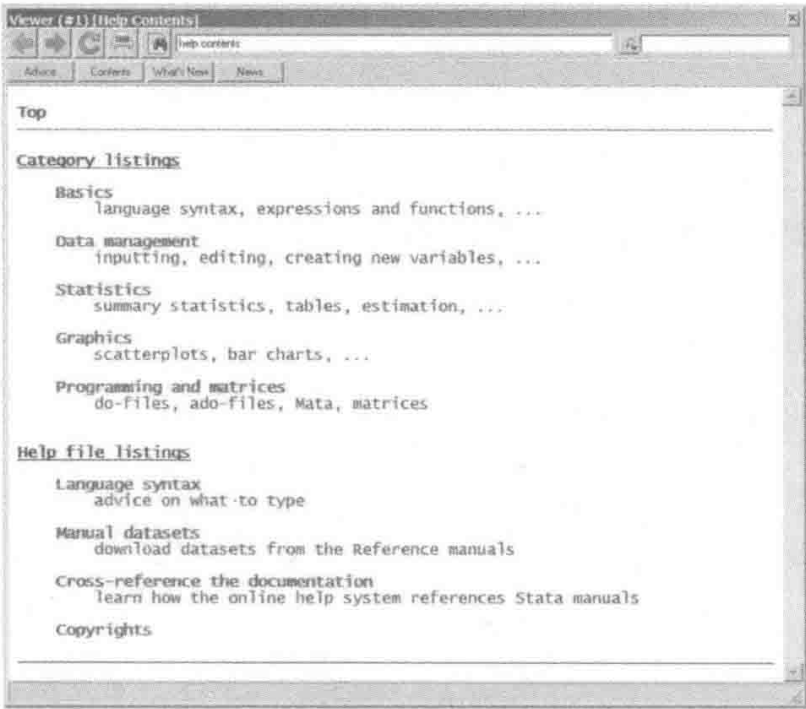 Viewer (#1) [Help Contents]
help contents
Advice Contents What's New News
Top
Category listings
Basics
language syntax, expressions and functions, ...
Data management
inputting, editing, creating new variables, ...
Statistics
summary statistics, tables, estimation, ...
Graphics
scatterplots, bar charts, ...
Programming and matrices
do-files, ado-files, Mata, matrices
Help file listings
Language syntax
advice on what to type
Manual datasets
download datasets from the Reference manuals
Cross-reference the documentation
learn how the online help system references Stata manuals
Copyrights